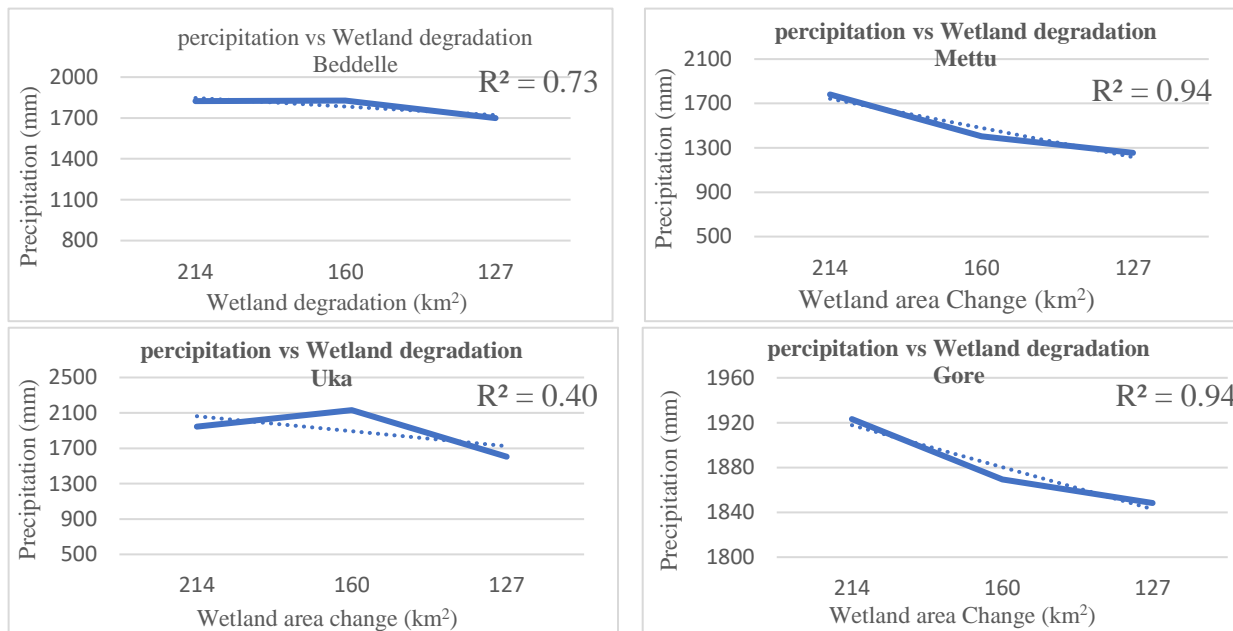 percipitation vs Wetland degradation
Beddelle
R² = 0.73
Precipitation (mm)
2000
1700
1400
1100
800
214 160 127
Wetland degradation (km²)
percipitation vs Wetland degradation
Mettu
R² = 0.94
Precipitation (mm)
2100
1700
1300
900
500
214 160 127
Wetland area Change (km²)
percipitation vs Wetland degradation
Uka
R² = 0.40
Precipitation (mm)
2500
2100
1700
1300
900
500
214 160 127
Wetland area change (km²)
percipitation vs Wetland degradation
Gore
R² = 0.94
Precipitation (mm)
1960
1920
1880
1840
1800
214 160 127
Wetland area Change (km²)